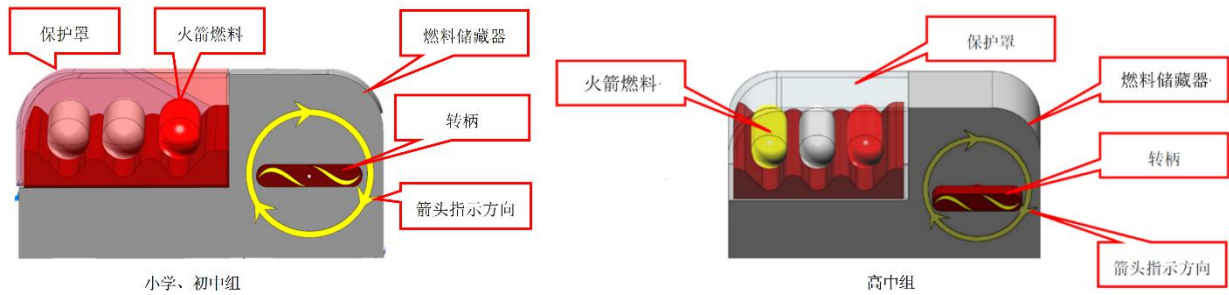 保护罩
火箭燃料
燃料储藏器
转柄
箭头指示方向
小学、初中组
保护罩
火箭燃料
燃料储藏器
转柄
箭头指示方向
高中组